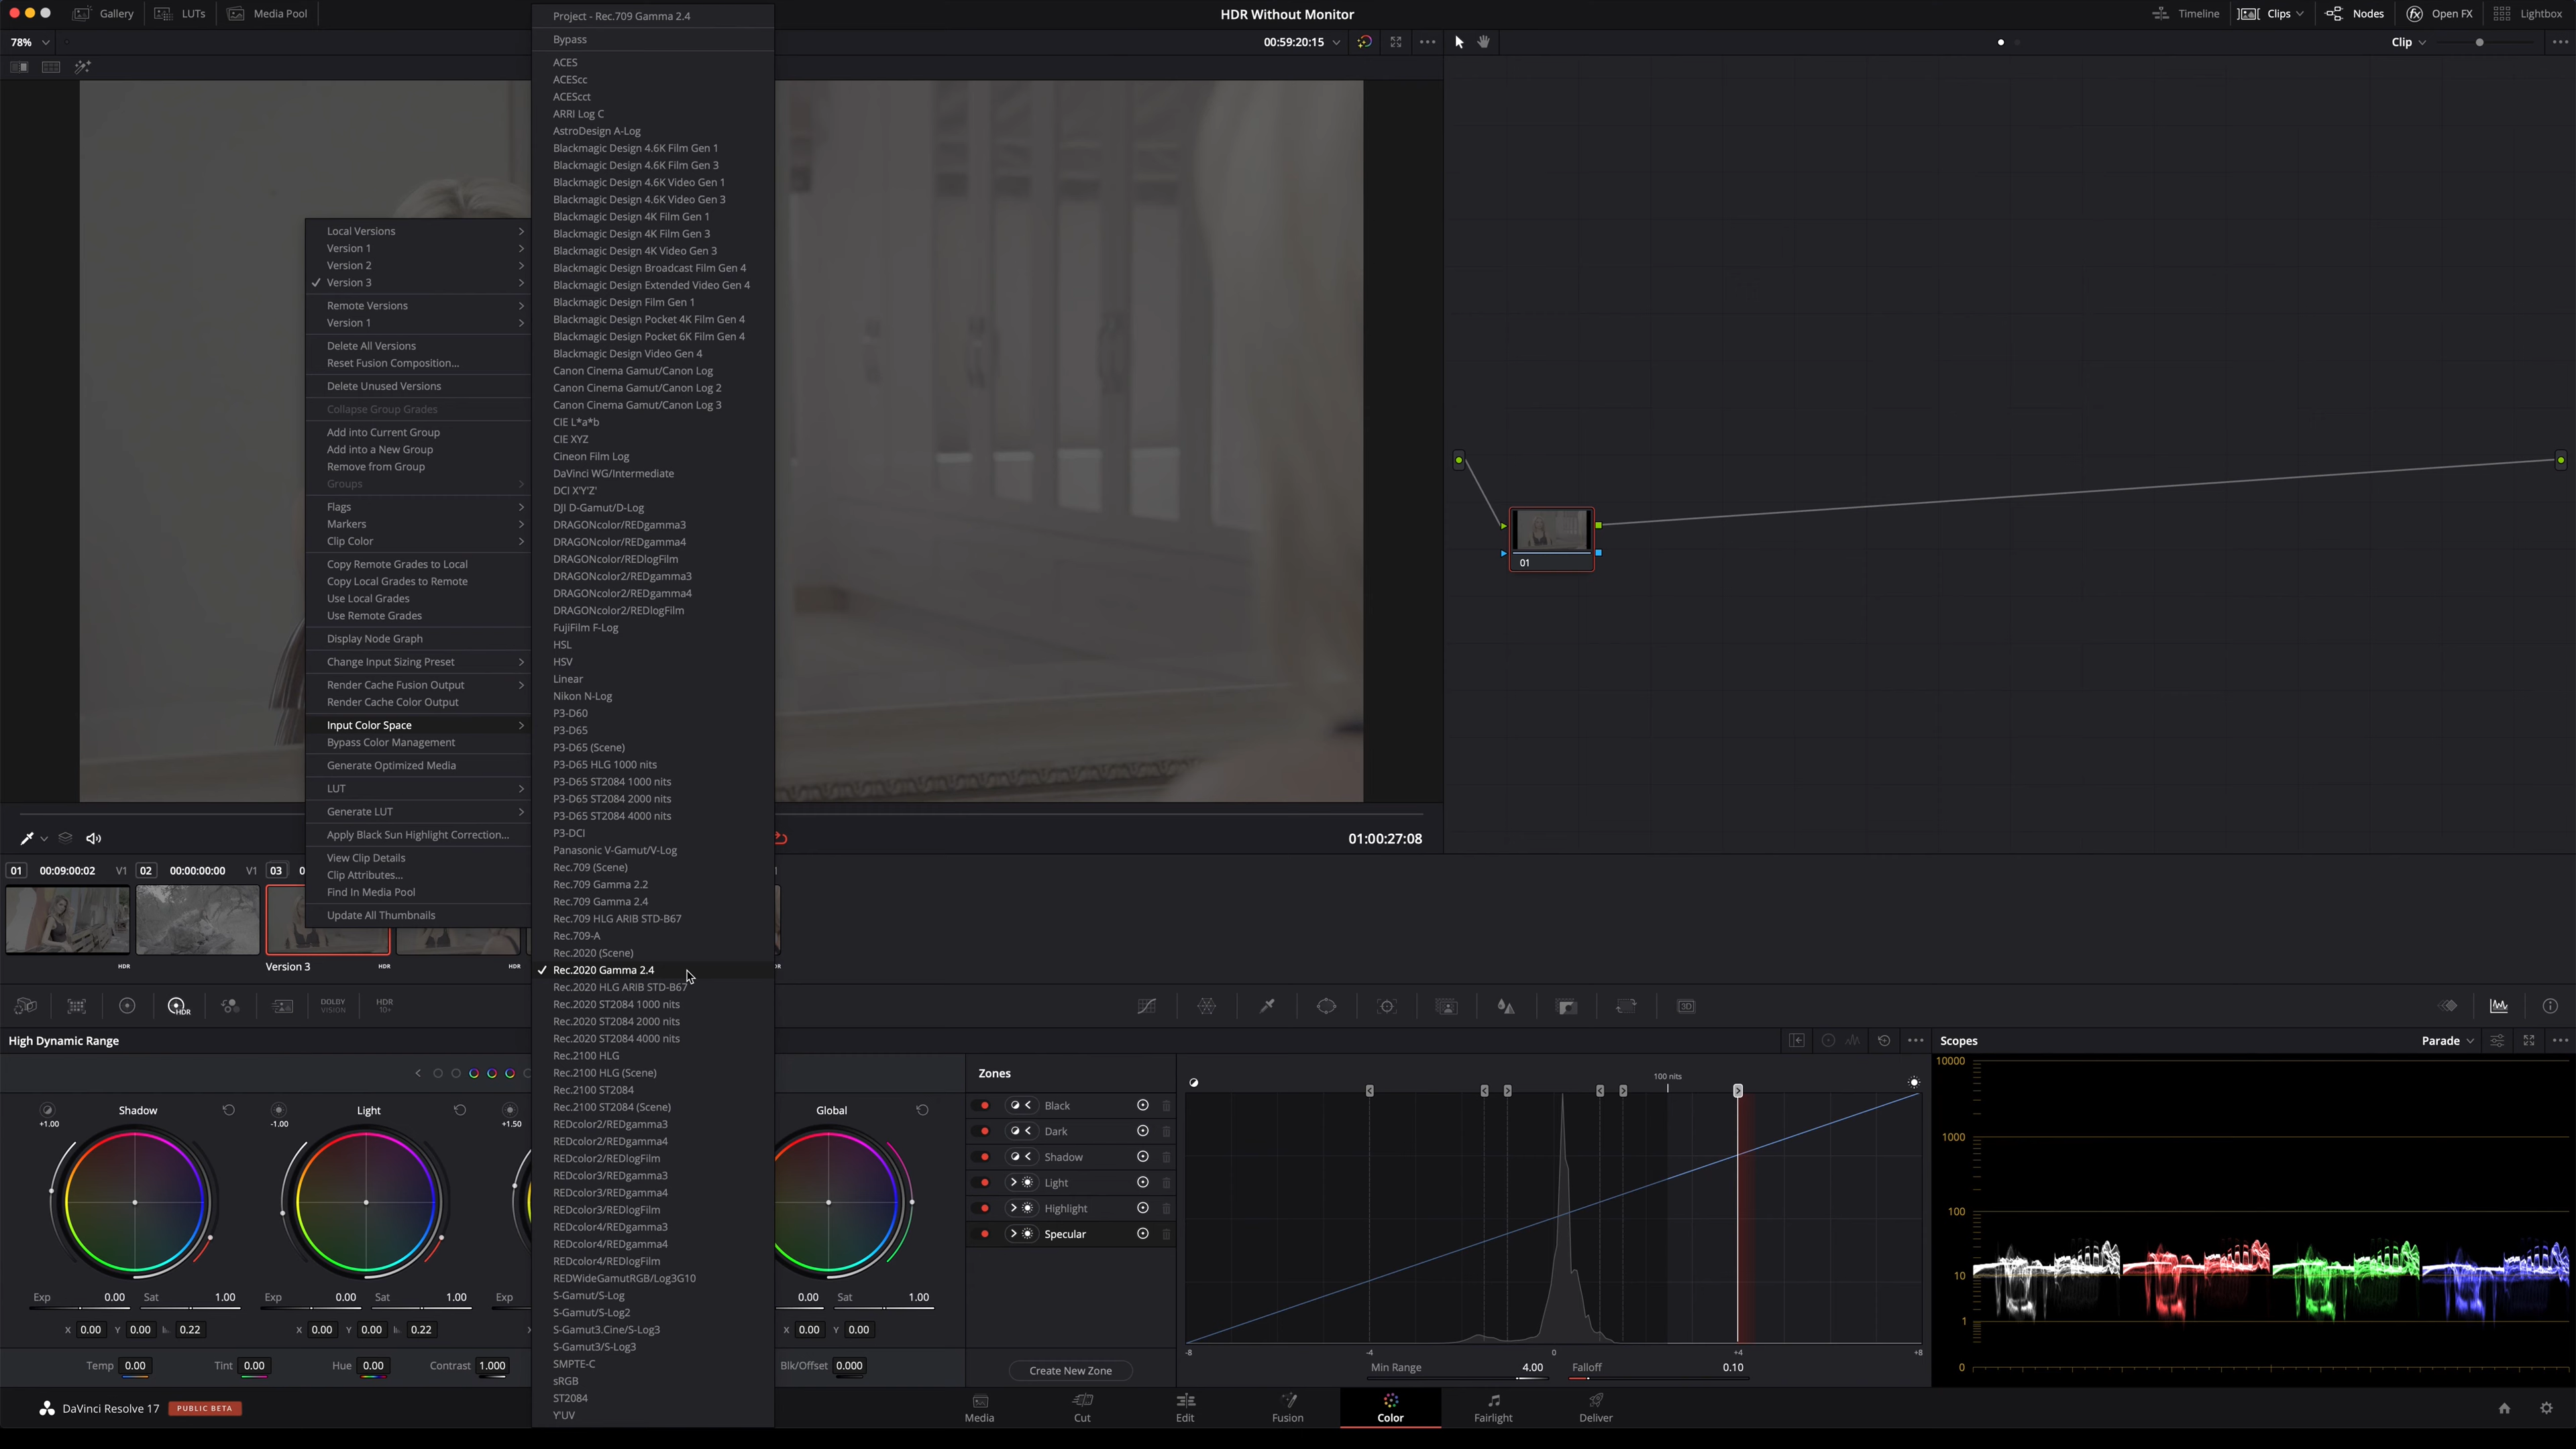 Gallery
LUTs
Media Pool
HDR Without Monitor
Timeline
Clips
Nodes
Open FX
Lightbox
78%
00:59:20:15
Clip
Project - Rec.709 Gamma 2.4
Bypass
ACES
ACEScc
ACEScct
ARRI Log C
AstroDesign A-Log
Blackmagic Design 4.6K Film Gen 1
Blackmagic Design 4.6K Film Gen 3
Blackmagic Design 4.6K Video Gen 1
Blackmagic Design 4.6K Video Gen 3
Blackmagic Design 4K Film Gen 1
Blackmagic Design 4K Film Gen 3
Blackmagic Design 4K Video Gen 3
Blackmagic Design Broadcast Film Gen 4
Blackmagic Design Extended Video Gen 4
Blackmagic Design Film Gen 1
Blackmagic Design Pocket 4K Film Gen 4
Blackmagic Design Pocket 6K Film Gen 4
Blackmagic Design Video Gen 4
Canon Cinema Gamut/Canon Log
Canon Cinema Gamut/Canon Log 2
Canon Cinema Gamut/Canon Log 3
CIE L*a*b
CIE XYZ
Cineon Film Log
DaVinci WG/Intermediate
DCI X'Y'Z'
DJI D-Gamut/D-Log
DRAGONcolor/REDgamma3
DRAGONcolor/REDgamma4
DRAGONcolor/REDlogFilm
DRAGONcolor2/REDgamma3
DRAGONcolor2/REDgamma4
DRAGONcolor2/REDlogFilm
FujiFilm F-Log
HSL
HSV
Linear
Nikon N-Log
P3-D60
P3-D65
P3-D65 (Scene)
P3-D65 HLG 1000 nits
P3-D65 ST2084 1000 nits
P3-D65 ST2084 2000 nits
P3-D65 ST2084 4000 nits
P3-DCI
Panasonic V-Gamut/V-Log
Rec.709 (Scene)
Rec.709 Gamma 2.2
Rec.709 Gamma 2.4
Rec.709 HLG ARIB STD-B67
Rec.709-A
Rec.2020 (Scene)
Rec.2020 Gamma 2.4
Rec.2020 HLG ARIB STD-B67
Rec.2020 ST2084 1000 nits
Rec.2020 ST2084 2000 nits
Rec.2020 ST2084 4000 nits
Rec.2100 HLG
Rec.2100 HLG (Scene)
Rec.2100 ST2084
Rec.2100 ST2084 (Scene)
REDcolor2/REDgamma3
REDcolor2/REDgamma4
REDcolor2/REDlogFilm
REDcolor3/REDgamma3
REDcolor3/REDgamma4
REDcolor3/REDlogFilm
REDcolor4/REDgamma3
REDcolor4/REDgamma4
REDcolor4/REDlogFilm
REDWideGamutRGB/Log3G10
S-Gamut/S-Log
S-Gamut/S-Log2
S-Gamut3.Cine/S-Log3
S-Gamut3/S-Log3
SMPTE-C
sRGB
ST2084
Y'UV
Local Versions
Version 1
Version 2
Version 3
Remote Versions
Version 1
Delete All Versions
Reset Fusion Composition...
Delete Unused Versions
Collapse Group Grades
Add into Current Group
Add into a New Group
Remove from Group
Groups
Flags
Markers
Clip Color
Copy Remote Grades to Local
Copy Local Grades to Remote
Use Local Grades
Use Remote Grades
Display Node Graph
Change Input Sizing Preset
Render Cache Fusion Output
Render Cache Color Output
Input Color Space
Bypass Color Management
Generate Optimized Media
LUT
Generate LUT
Apply Black Sun Highlight Correction...
View Clip Details
Clip Attributes...
Find In Media Pool
Update All Thumbnails
01
01:00:27:08
01 00:09:00:02 V1 02 00:00:00:00 V1 03 0
HDR
Version 3 HDR
HDR
HDR
DOLBY VISION
HDR 10+
High Dynamic Range
Scopes
Parade
Shadow
+1.00
Light
-1.00
+1.50
Global
Exp 0.00 Sat 1.00
Exp 0.00 Sat 1.00
Exp
0.00 Sat 1.00
X 0.00 Y 0.00 0.22
X 0.00 Y 0.00 0.22
X 0.00 Y 0.00
Temp 0.00 Tint 0.00 Hue 0.00 Contrast 1.000
Blk/Offset 0.000
Zones
Black
Dark
Shadow
Light
Highlight
Specular
Create New Zone
100 nits
-8 -4 0 +4 +8
Min Range 4.00 Falloff 0.10
10000
1000
100
10
1
0
DaVinci Resolve 17
PUBLIC BETA
Media
Cut
Edit
Fusion
Color
Fairlight
Deliver